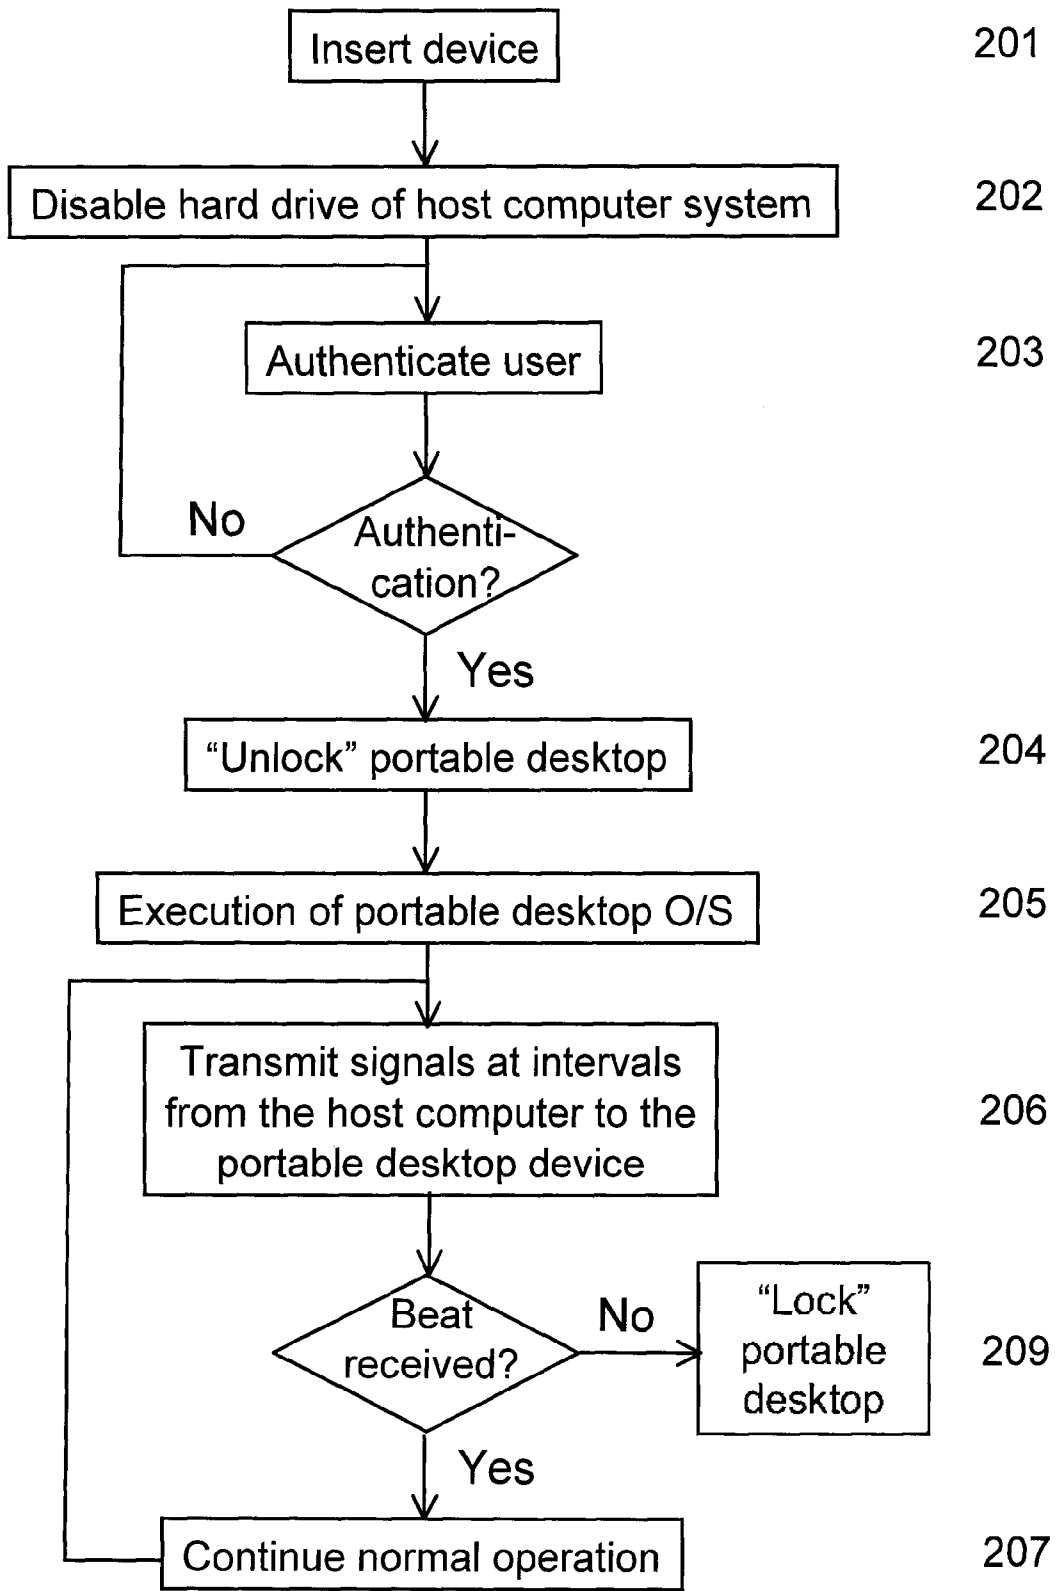 Insert device
201
Disable hard drive of host computer system
202
Authenticate user
203
No
Authenti-
cation?
Yes
“Unlock” portable desktop
204
Execution of portable desktop O/S
205
Transmit signals at intervals
from the host computer to the
portable desktop device
206
Beat
received?
No
“Lock”
portable
desktop
209
Yes
Continue normal operation
207